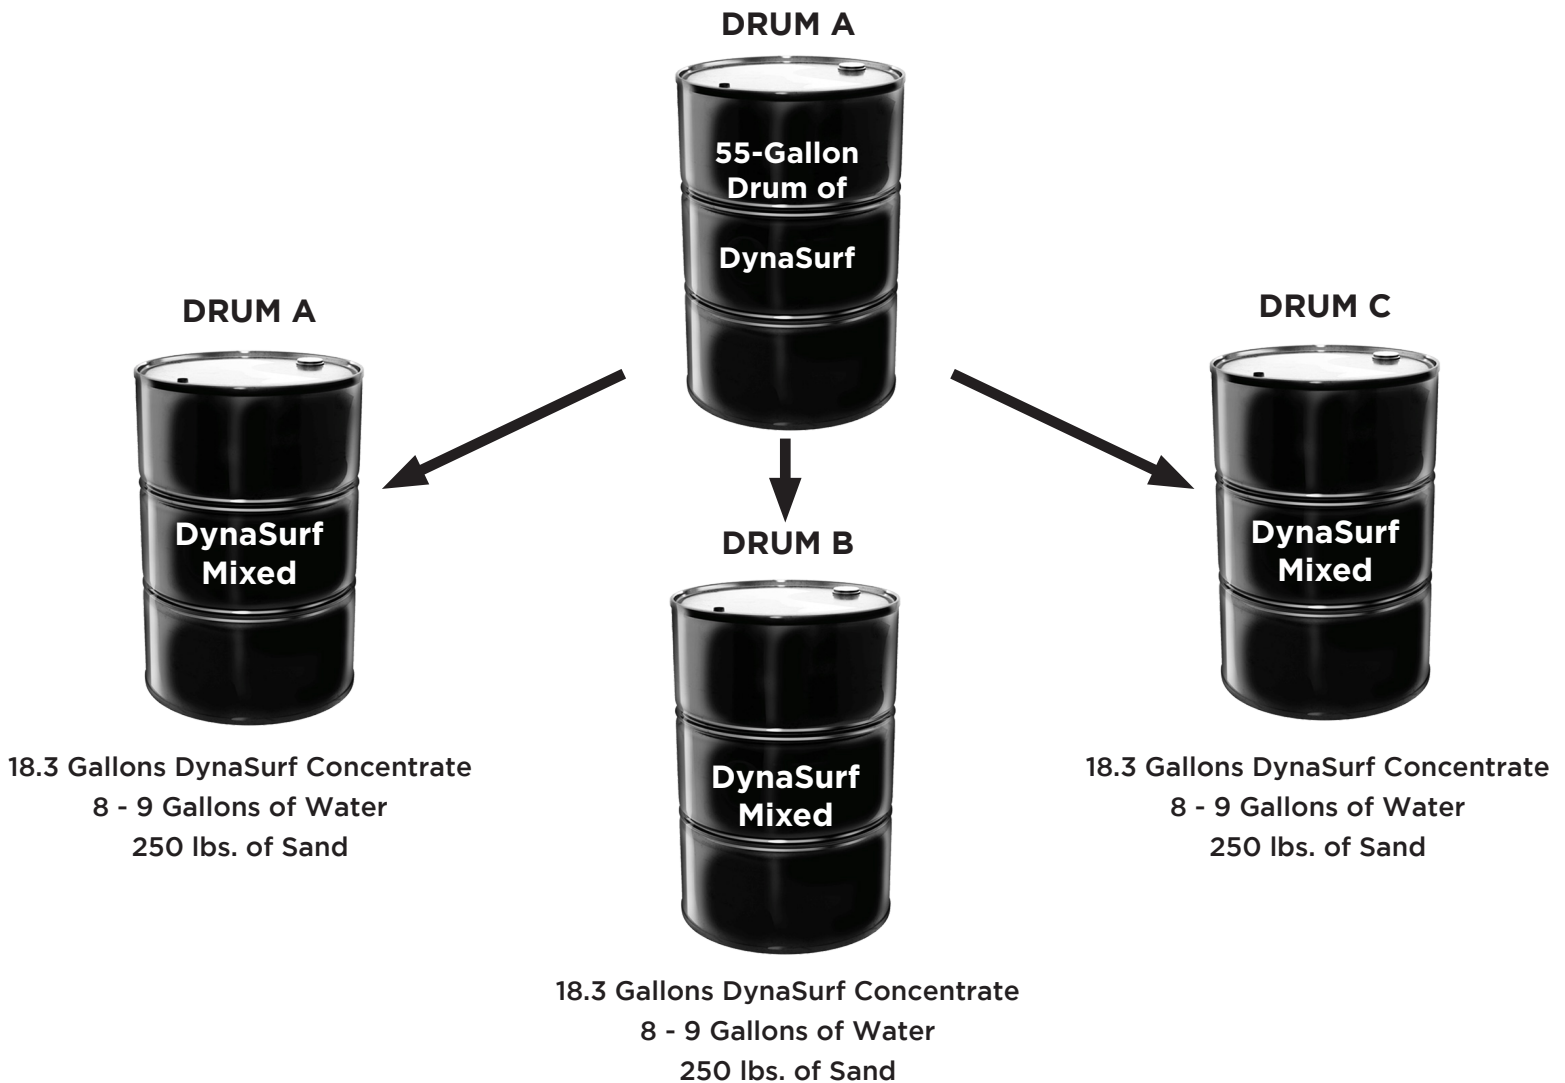 DRUM A
55-Gallon
Drum of
DynaSurf
DRUM A
DynaSurf
Mixed
18.3 Gallons DynaSurf Concentrate
8 - 9 Gallons of Water
250 lbs. of Sand
DRUM B
DynaSurf
Mixed
18.3 Gallons DynaSurf Concentrate
8 - 9 Gallons of Water
250 lbs. of Sand
DRUM C
DynaSurf
Mixed
18.3 Gallons DynaSurf Concentrate
8 - 9 Gallons of Water
250 lbs. of Sand